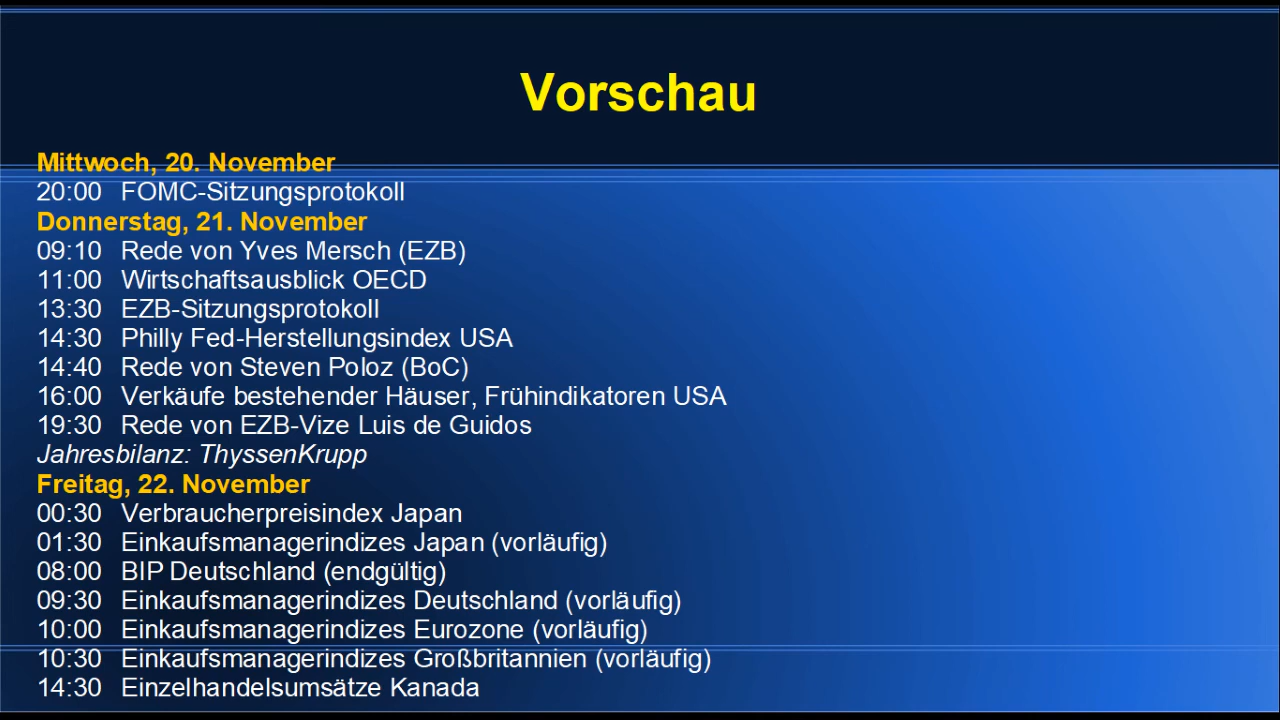 Vorschau
Mittwoch, 20. November
20:00 FOMC-Sitzungsprotokoll
Donnerstag, 21. November
09:10 Rede von Yves Mersch (EZB)
11:00 Wirtschaftsausblick OECD
13:30 EZB-Sitzungsprotokoll
14:30 Philly Fed-Herstellungsindex USA
14:40 Rede von Steven Poloz (BoC)
16:00 Verkäufe bestehender Häuser, Frühindikatoren USA
19:30 Rede von EZB-Vize Luis de Guidos
Jahresbilanz: ThyssenKrupp
Freitag, 22. November
00:30 Verbraucherpreisindex Japan
01:30 Einkaufsmanagerindizes Japan (vorläufig)
08:00 BIP Deutschland (endgültig)
09:30 Einkaufsmanagerindizes Deutschland (vorläufig)
10:00 Einkaufsmanagerindizes Eurozone (vorläufig)
10:30 Einkaufsmanagerindizes Großbritannien (vorläufig)
14:30 Einzelhandelsumsätze Kanada